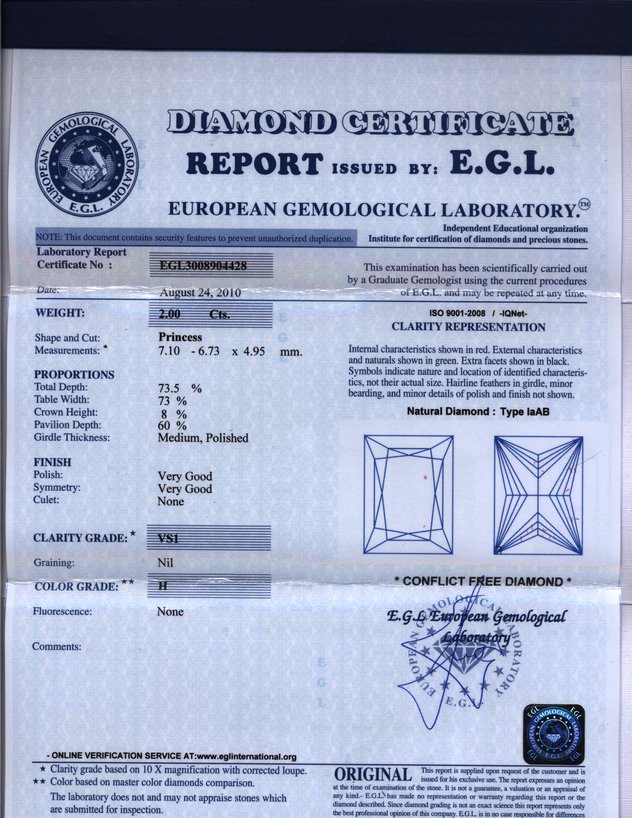 EUROPEAN GEMOLOGICAL LABORATORY
E.G.L.
DIAMOND CERTIFICATE
REPORT ISSUED BY: E.G.L.
EUROPEAN GEMOLOGICAL LABORATORY.™
Independent Educational organization
NOTE: This document contains security features to prevent unauthorized duplication.
Institute for certification of diamonds and precious stones.
Laboratory Report
Certificate No : EGL3008904428
Date: August 24, 2010
WEIGHT: 2.00 Cts.
Shape and Cut: Princess
Measurements: * 7.10 - 6.73 x 4.95 mm.
PROPORTIONS
Total Depth: 73.5 %
Table Width: 73 %
Crown Height: 8 %
Pavilion Depth: 60 %
Girdle Thickness: Medium, Polished
FINISH
Polish: Very Good
Symmetry: Very Good
Culet: None
CLARITY GRADE: * VS1
Graining: Nil
COLOR GRADE: ** H
Fluorescence: None
Comments:
This examination has been scientifically carried out
by a Graduate Gemologist using the current procedures
of E.G.L. and may be repeated at any time.
ISO 9001-2008 / -IQNet-
CLARITY REPRESENTATION
Internal characteristics shown in red. External characteristics
and naturals shown in green. Extra facets shown in black.
Symbols indicate nature and location of identified characteris-
tics, not their actual size. Hairline feathers in girdle, minor
bearding, and minor details of polish and finish not shown.
Natural Diamond : Type IaAB
* CONFLICT FREE DIAMOND *
E.G.L European Gemological
Laboratory
EUROPEAN GEMOLOGICAL LABORATORY
E.G.L.
EGL EGL
GEMOLOGICAL
E.G.L.
- ONLINE VERIFICATION SERVICE AT:www.eglinternational.org
* Clarity grade based on 10 X magnification with corrected loupe.
** Color based on master color diamonds comparison.
The laboratory does not and may not appraise stones which
are submitted for inspection.
ORIGINAL This report is supplied upon request of the customer and is
issued for his exclusive use. The report expresses an opinion
at the time of examination of the stone. It is not a guarantee, a valuation or an appraisal of
any kind.- E.G.L. has made no representation or warranty regarding this report or the
diamond described. Since diamond grading is not an exact science this report represents only
the best professional opinion of this company. E.G.L. is in no case responsible for differences